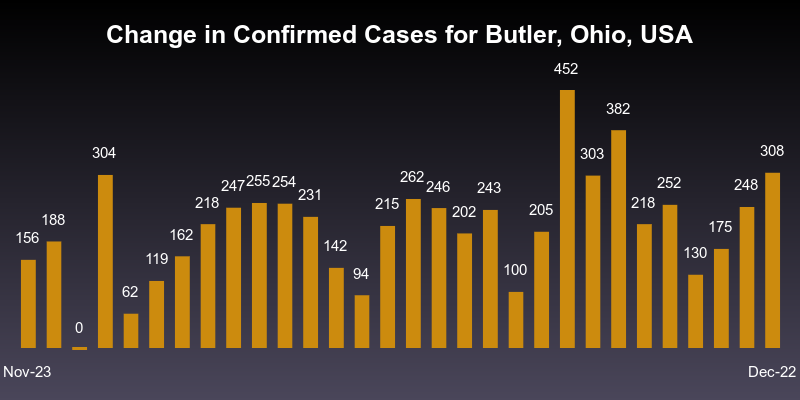 Change in Confirmed Cases for Butler, Ohio, USA
156 188 0 304 62 119 162 218 247 255 254 231 142 94 215 262 246 202 243 100 205 452 303 382 218 252 130 175 248 308
Nov-23 Dec-22